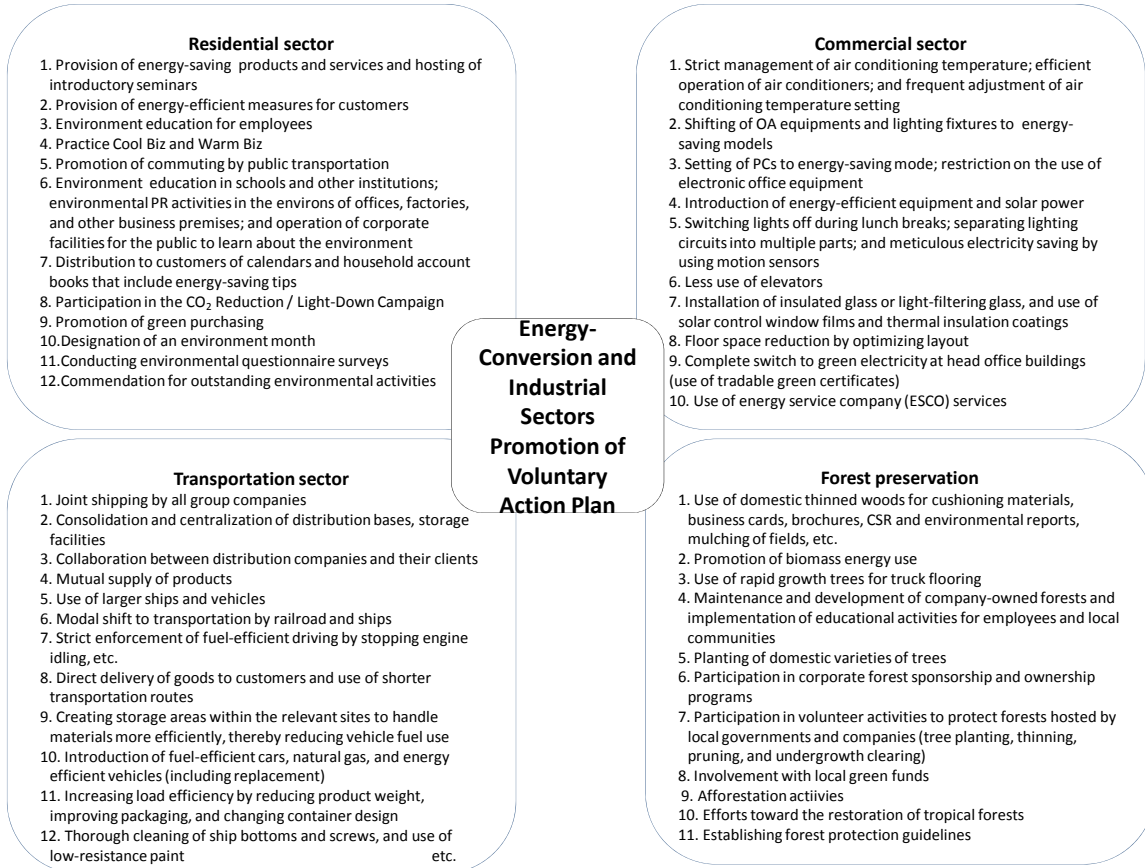 Residential sector
1. Provision of energy-saving products and services and hosting of
introductory seminars
2. Provision of energy-efficient measures for customers
3. Environment education for employees
4. Practice Cool Biz and Warm Biz
5. Promotion of commuting by public transportation
6. Environment education in schools and other institutions;
environmental PR activities in the environs of offices, factories,
and other business premises; and operation of corporate
facilities for the public to learn about the environment
7. Distribution to customers of calendars and household account
books that include energy-saving tips
8. Participation in the CO₂ Reduction / Light-Down Campaign
9. Promotion of green purchasing
10.Designation of an environment month
11.Conducting environmental questionnaire surveys
12.Commendation for outstanding environmental activities
Commercial sector
1. Strict management of air conditioning temperature; efficient
operation of air conditioners; and frequent adjustment of air
conditioning temperature setting
2. Shifting of OA equipments and lighting fixtures to energy-
saving models
3. Setting of PCs to energy-saving mode; restriction on the use of
electronic office equipment
4. Introduction of energy-efficient equipment and solar power
5. Switching lights off during lunch breaks; separating lighting
circuits into multiple parts; and meticulous electricity saving by
using motion sensors
6. Less use of elevators
7. Installation of insulated glass or light-filtering glass, and use of
solar control window films and thermal insulation coatings
8. Floor space reduction by optimizing layout
9. Complete switch to green electricity at head office buildings
(use of tradable green certificates)
10. Use of energy service company (ESCO) services
Energy-
Conversion and
Industrial
Sectors
Promotion of
Voluntary
Action Plan
Transportation sector
1. Joint shipping by all group companies
2. Consolidation and centralization of distribution bases, storage
facilities
3. Collaboration between distribution companies and their clients
4. Mutual supply of products
5. Use of larger ships and vehicles
6. Modal shift to transportation by railroad and ships
7. Strict enforcement of fuel-efficient driving by stopping engine
idling, etc.
8. Direct delivery of goods to customers and use of shorter
transportation routes
9. Creating storage areas within the relevant sites to handle
materials more efficiently, thereby reducing vehicle fuel use
10. Introduction of fuel-efficient cars, natural gas, and energy
efficient vehicles (including replacement)
11. Increasing load efficiency by reducing product weight,
improving packaging, and changing container design
12. Thorough cleaning of ship bottoms and screws, and use of
low-resistance paint etc.
Forest preservation
1. Use of domestic thinned woods for cushioning materials,
business cards, brochures, CSR and environmental reports,
mulching of fields, etc.
2. Promotion of biomass energy use
3. Use of rapid growth trees for truck flooring
4. Maintenance and development of company-owned forests and
implementation of educational activities for employees and local
communities
5. Planting of domestic varieties of trees
6. Participation in corporate forest sponsorship and ownership
programs
7. Participation in volunteer activities to protect forests hosted by
local governments and companies (tree planting, thinning,
pruning, and undergrowth clearing)
8. Involvement with local green funds
9. Afforestation actiivies
10. Efforts toward the restoration of tropical forests
11. Establishing forest protection guidelines